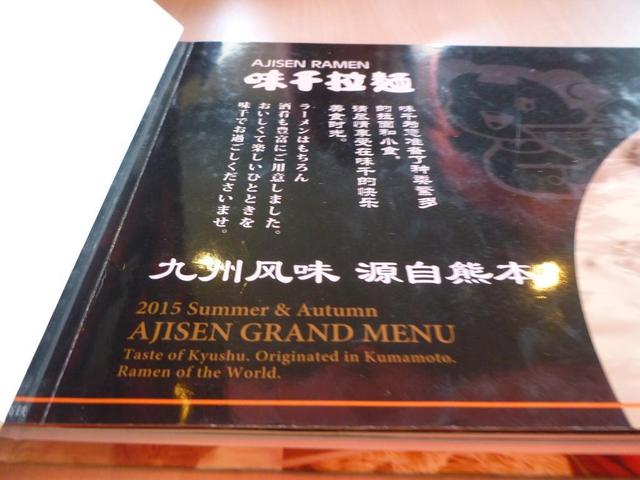 AJISEN RAMEN
味千拉麺
味千为您准备了种类繁多
的拉面和小食。
请尽情享受在味千的快乐
美食时光。
ラーメンはもちろん
酒肴も豊富にご用意しました。
おいしくて楽しいひとときを
味千でお過ごしくださいませ。
九州风味 源自熊本
2015 Summer & Autumn
AJISEN GRAND MENU
Taste of Kyushu. Originated in Kumamoto.
Ramen of the World.